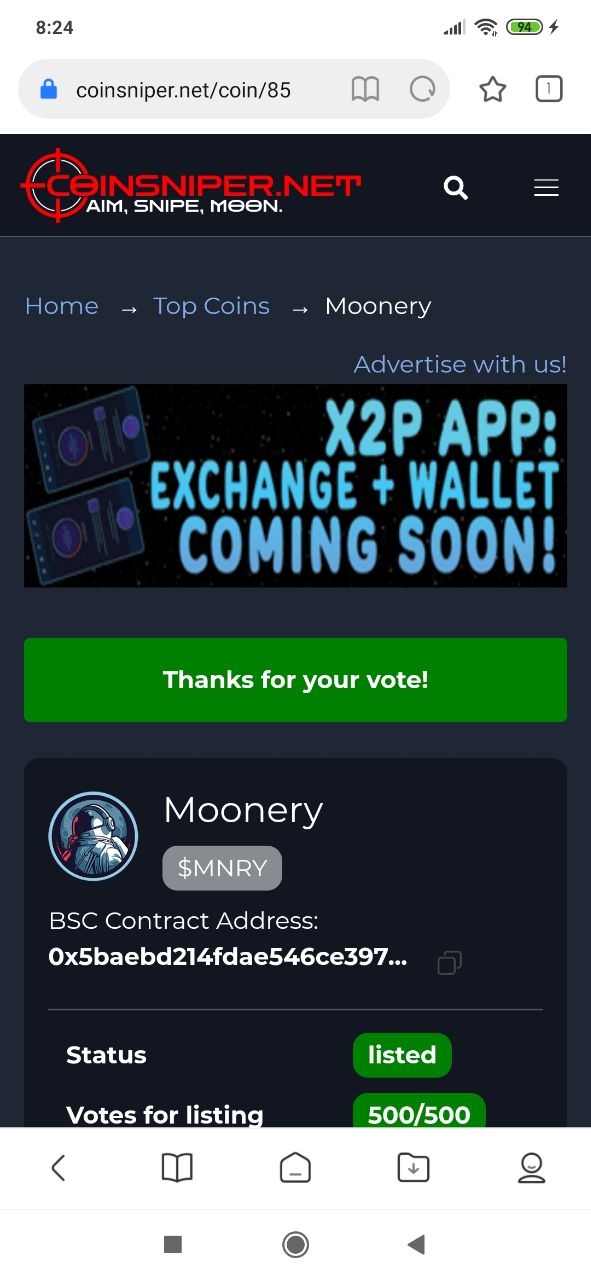 8:24
94
coinsniper.net/coin/85
1
COINSNIPER.NET
AIM, SNIPE, MOON.
Home → Top Coins → Moonery
Advertise with us!
X2P APP:
EXCHANGE + WALLET
COMING SOON!
Thanks for your vote!
Moonery
$MNRY
BSC Contract Address:
0x5baebd214fdae546ce397...
Status listed
Votes for listing 500/500